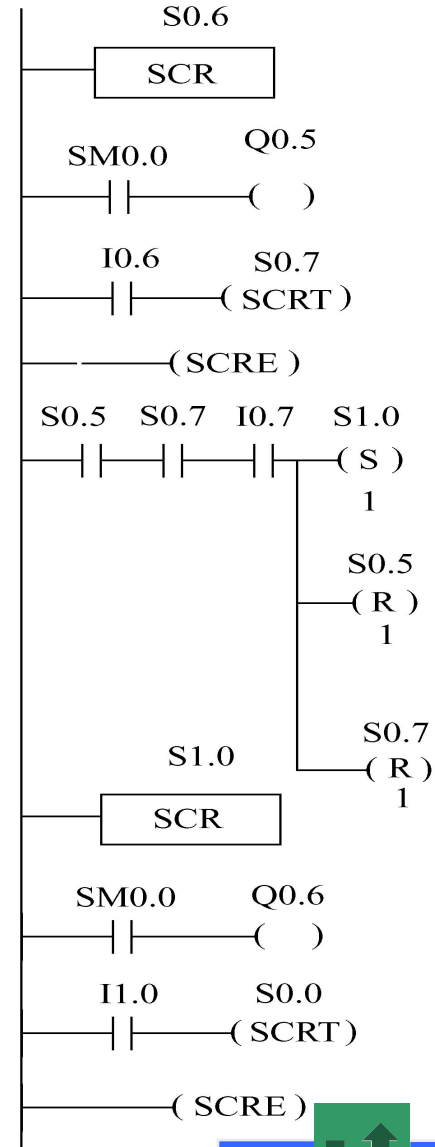 S0.6
SCR
SM0.0 Q0.5
( )
I0.6 S0.7
( SCRT )
( SCRE )
S0.5 S0.7 I0.7 S1.0
( S )
1
S0.5
( R )
1
S0.7
( R )
1
S1.0
SCR
SM0.0 Q0.6
( )
I1.0 S0.0
( SCRT )
( SCRE )